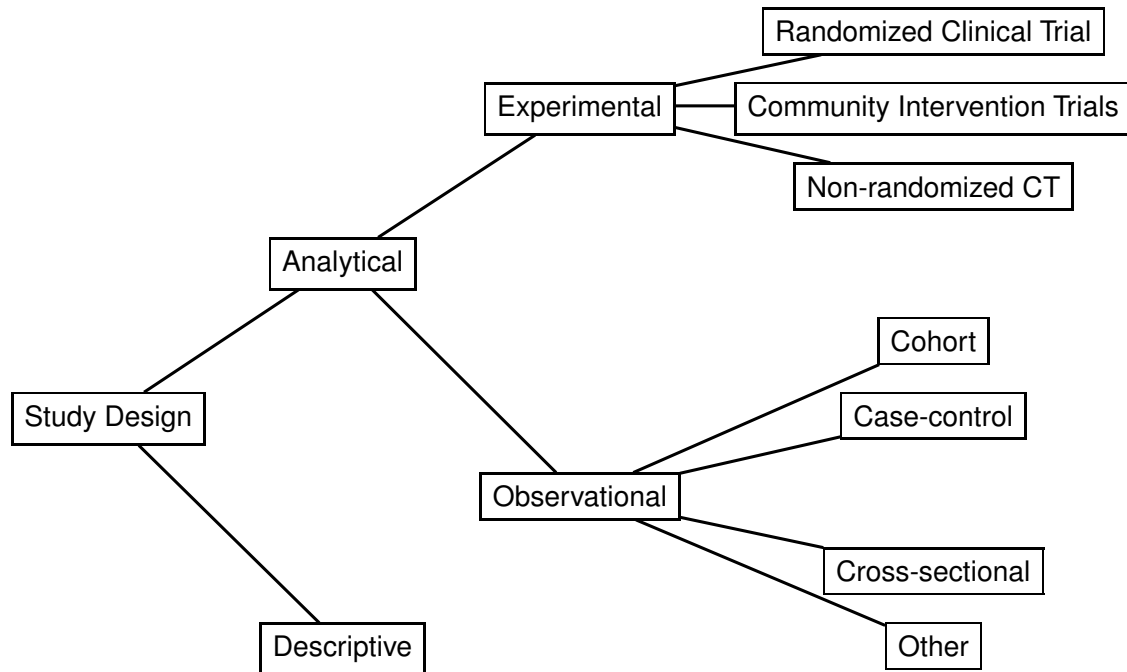 Randomized Clinical Trial
Experimental
Community Intervention Trials
Non-randomized CT
Analytical
Cohort
Study Design
Case-control
Observational
Cross-sectional
Descriptive
Other